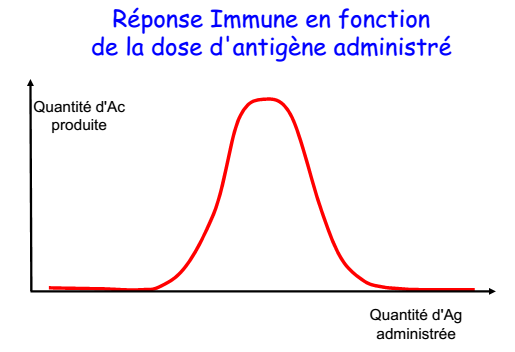 Réponse Immune en fonction
de la dose d'antigène administré
Quantité d'Ac
produite
Quantité d'Ag
administrée